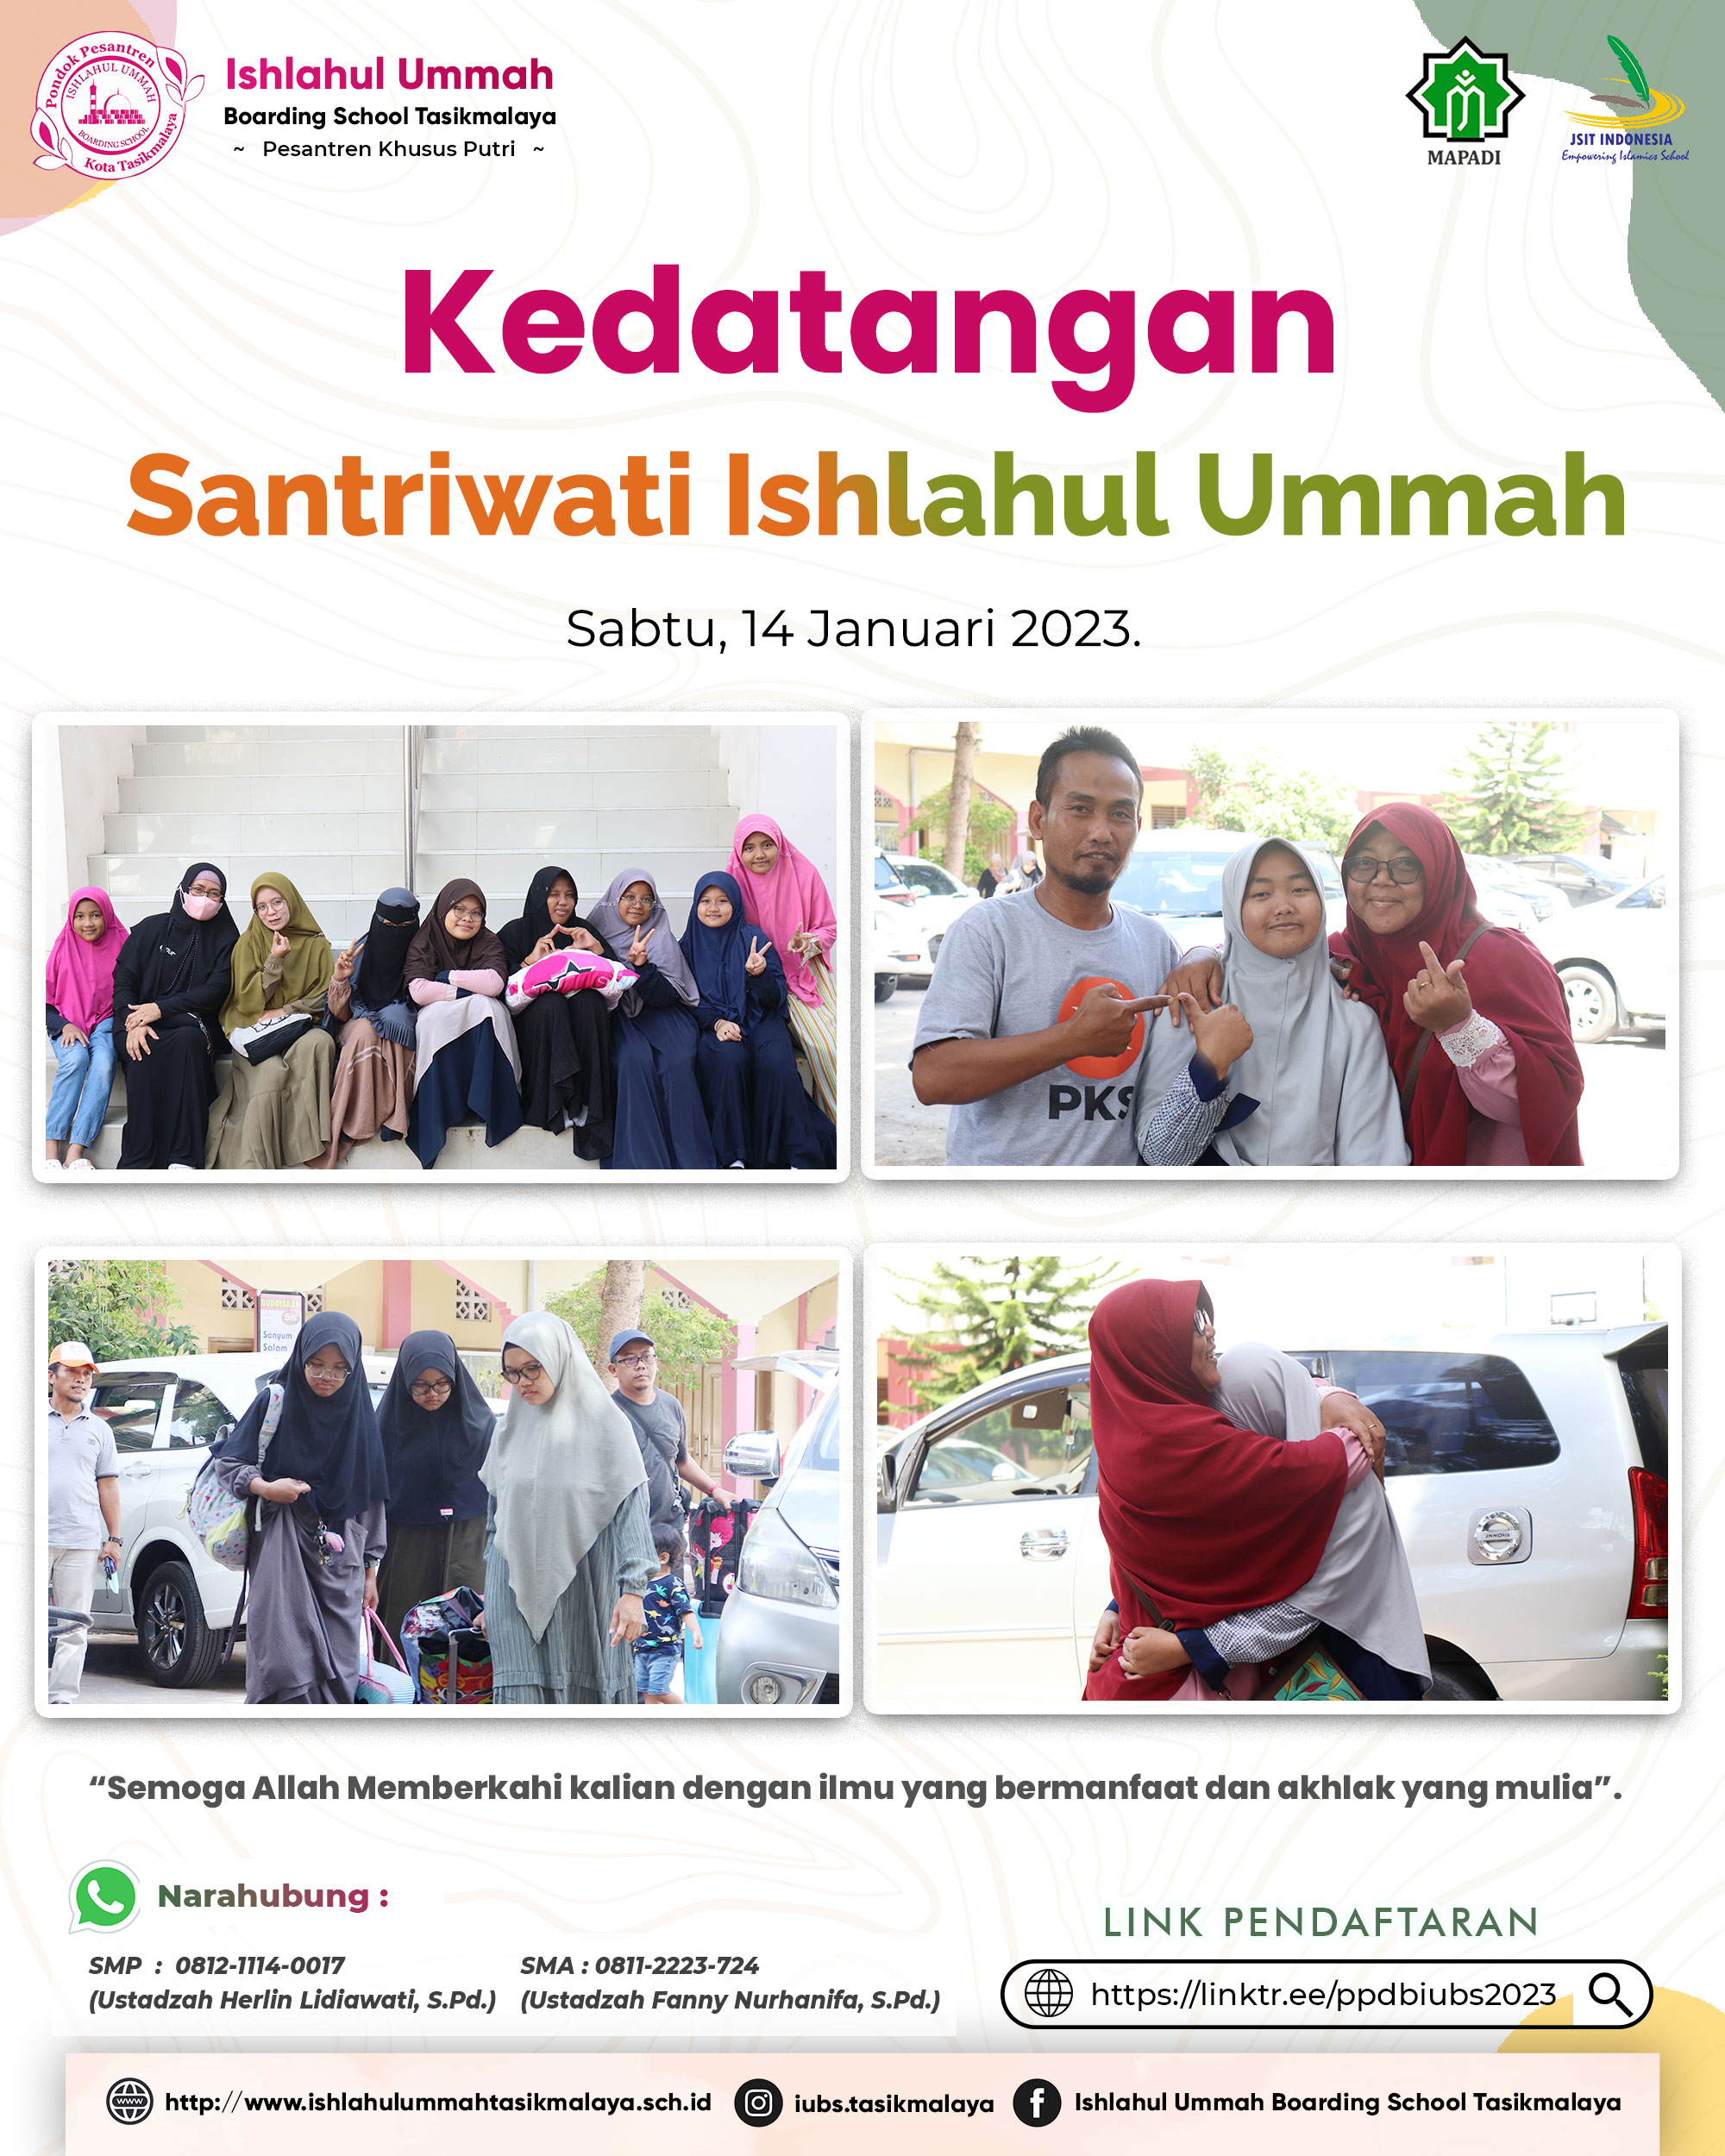 Pondok Pesantren
ISHLAHUL UMMAH
BOARDING SCHOOL
Kota Tasikmalaya
Ishlahul Ummah
Boarding School Tasikmalaya
~ Pesantren Khusus Putri ~
MAPADI
JSIT INDONESIA
Empowering Islamics School
Kedatangan
Santriwati Ishlahul Ummah
Sabtu, 14 Januari 2023.
PKS
Senyum
Salam
INNOVA
“Semoga Allah Memberkahi kalian dengan ilmu yang bermanfaat dan akhlak yang mulia”.
Narahubung :
SMP : 0812-1114-0017
(Ustadzah Herlin Lidiawati, S.Pd.)
SMA : 0811-2223-724
(Ustadzah Fanny Nurhanifa, S.Pd.)
LINK PENDAFTARAN
https://linktr.ee/ppdbiubs2023
WWW
http://www.ishlahulummahtasikmalaya.sch.id
iubs.tasikmalaya
Ishlahul Ummah Boarding School Tasikmalaya